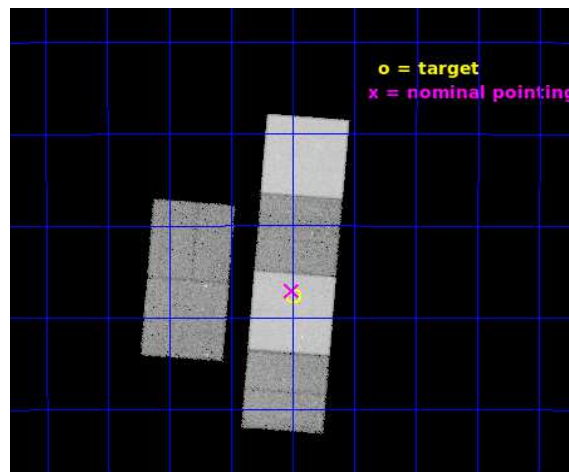 o = target
x = nominal pointing